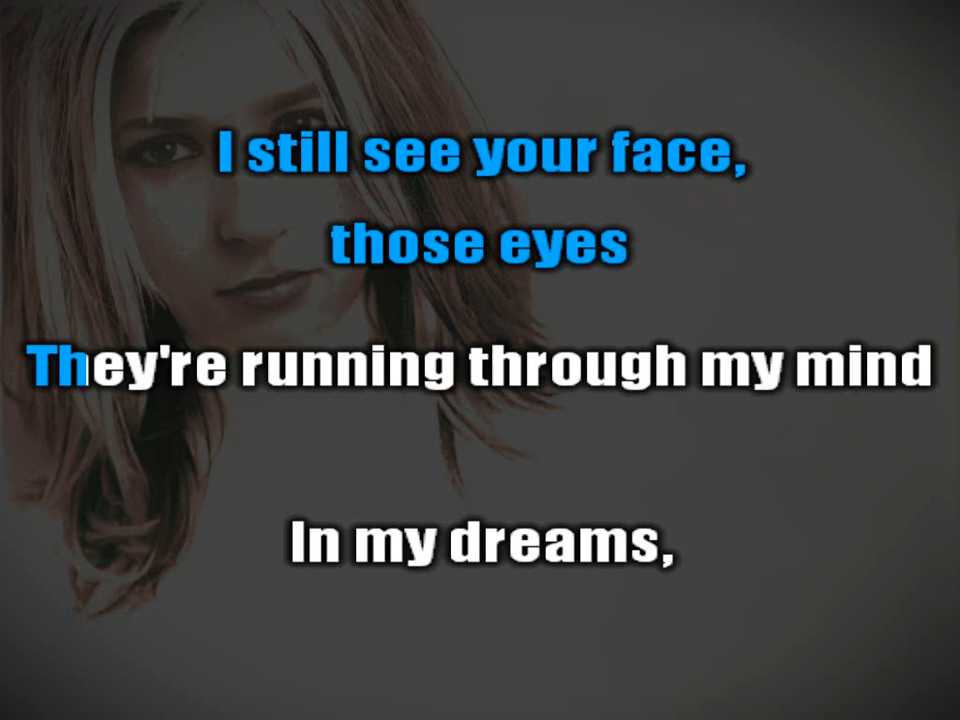 I still see your face,
those eyes
They're running through my mind
In my dreams,